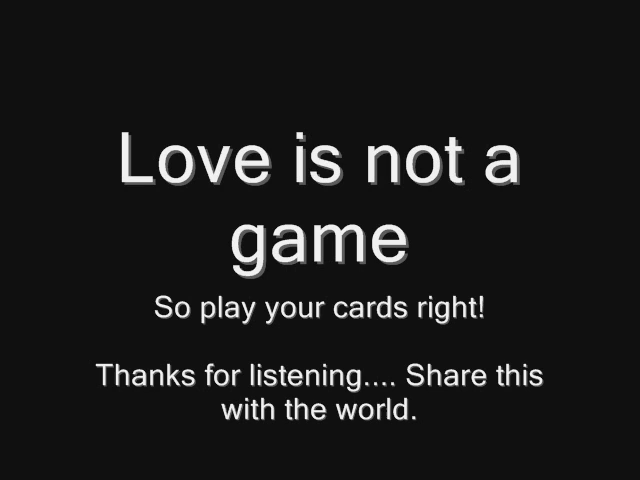 Love is not a
game
So play your cards right!
Thanks for listening.... Share this
with the world.